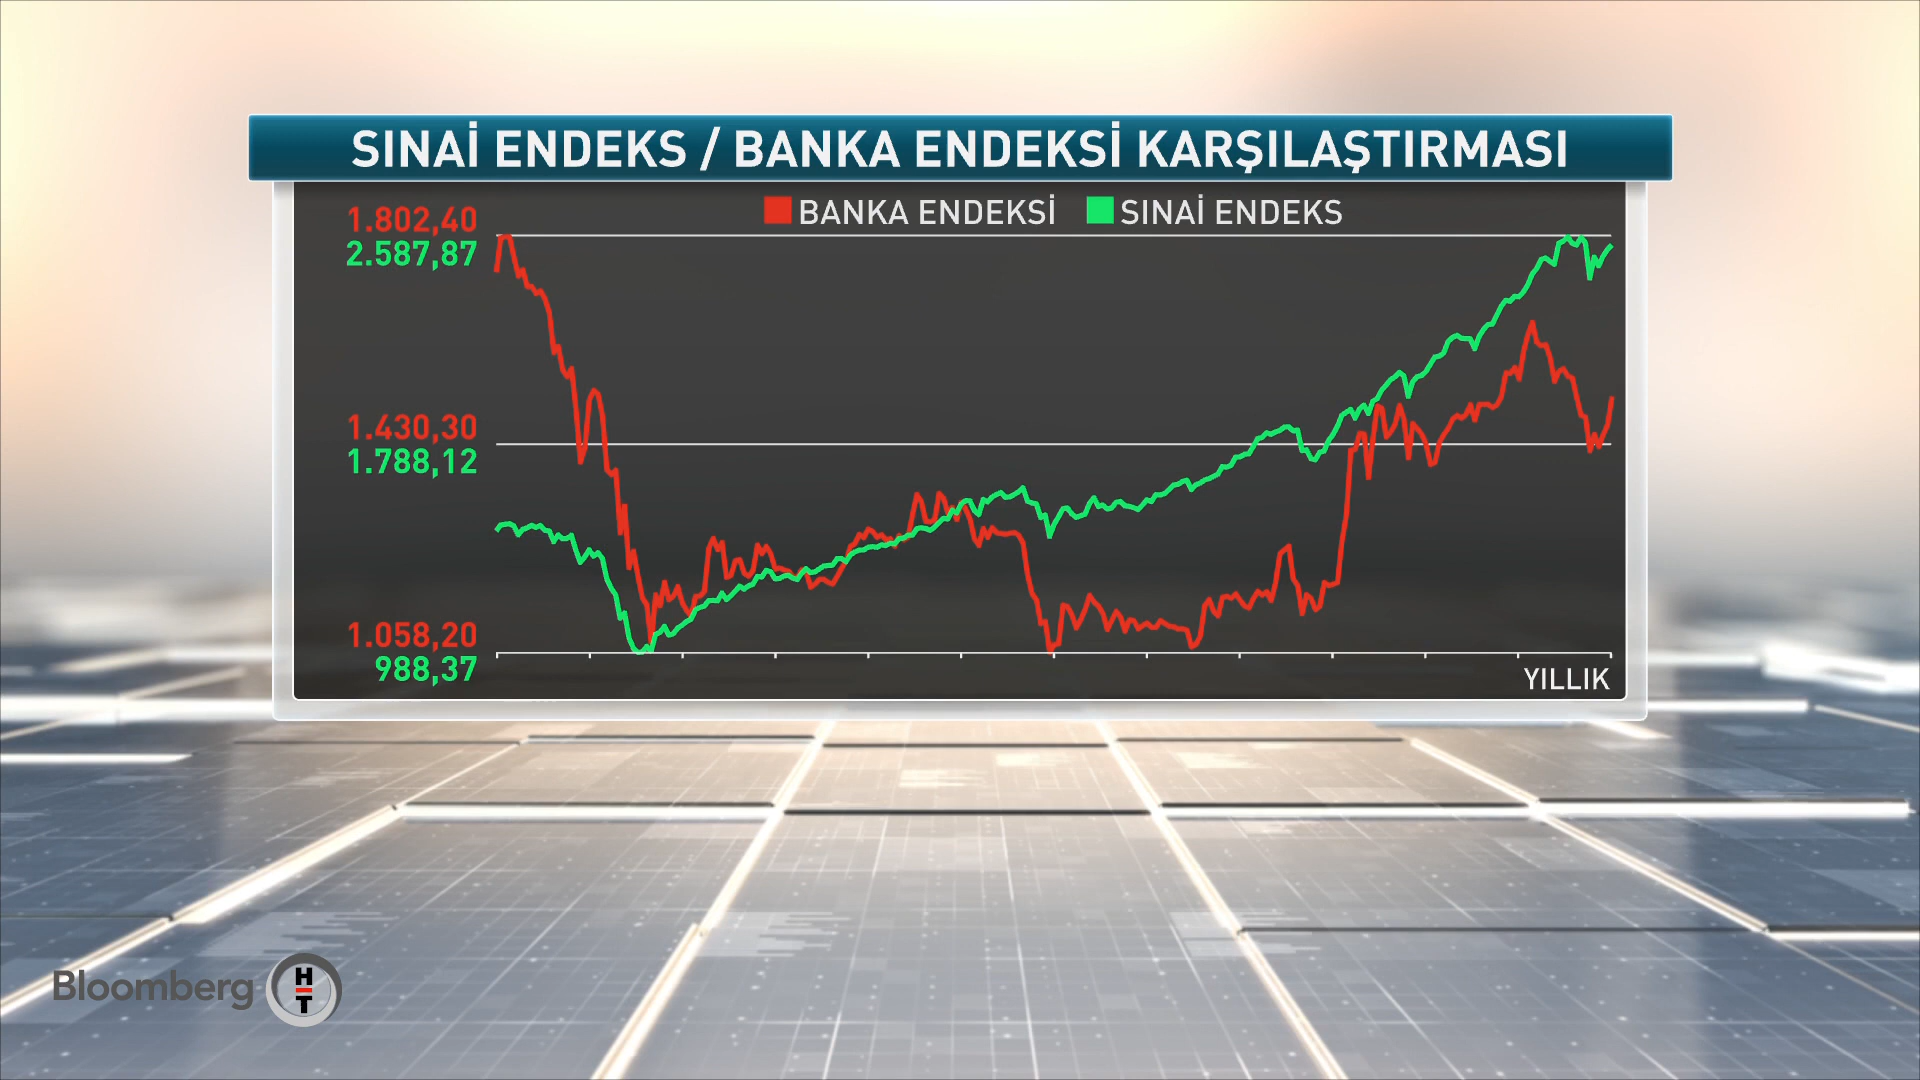 SINAİ ENDEKS / BANKA ENDEKSİ KARŞILAŞTIRMASI
BANKA ENDEKSİ SINAİ ENDEKS
1.802,40
2.587,87
1.430,30
1.788,12
1.058,20
988,37
YILLIK
Bloomberg HT